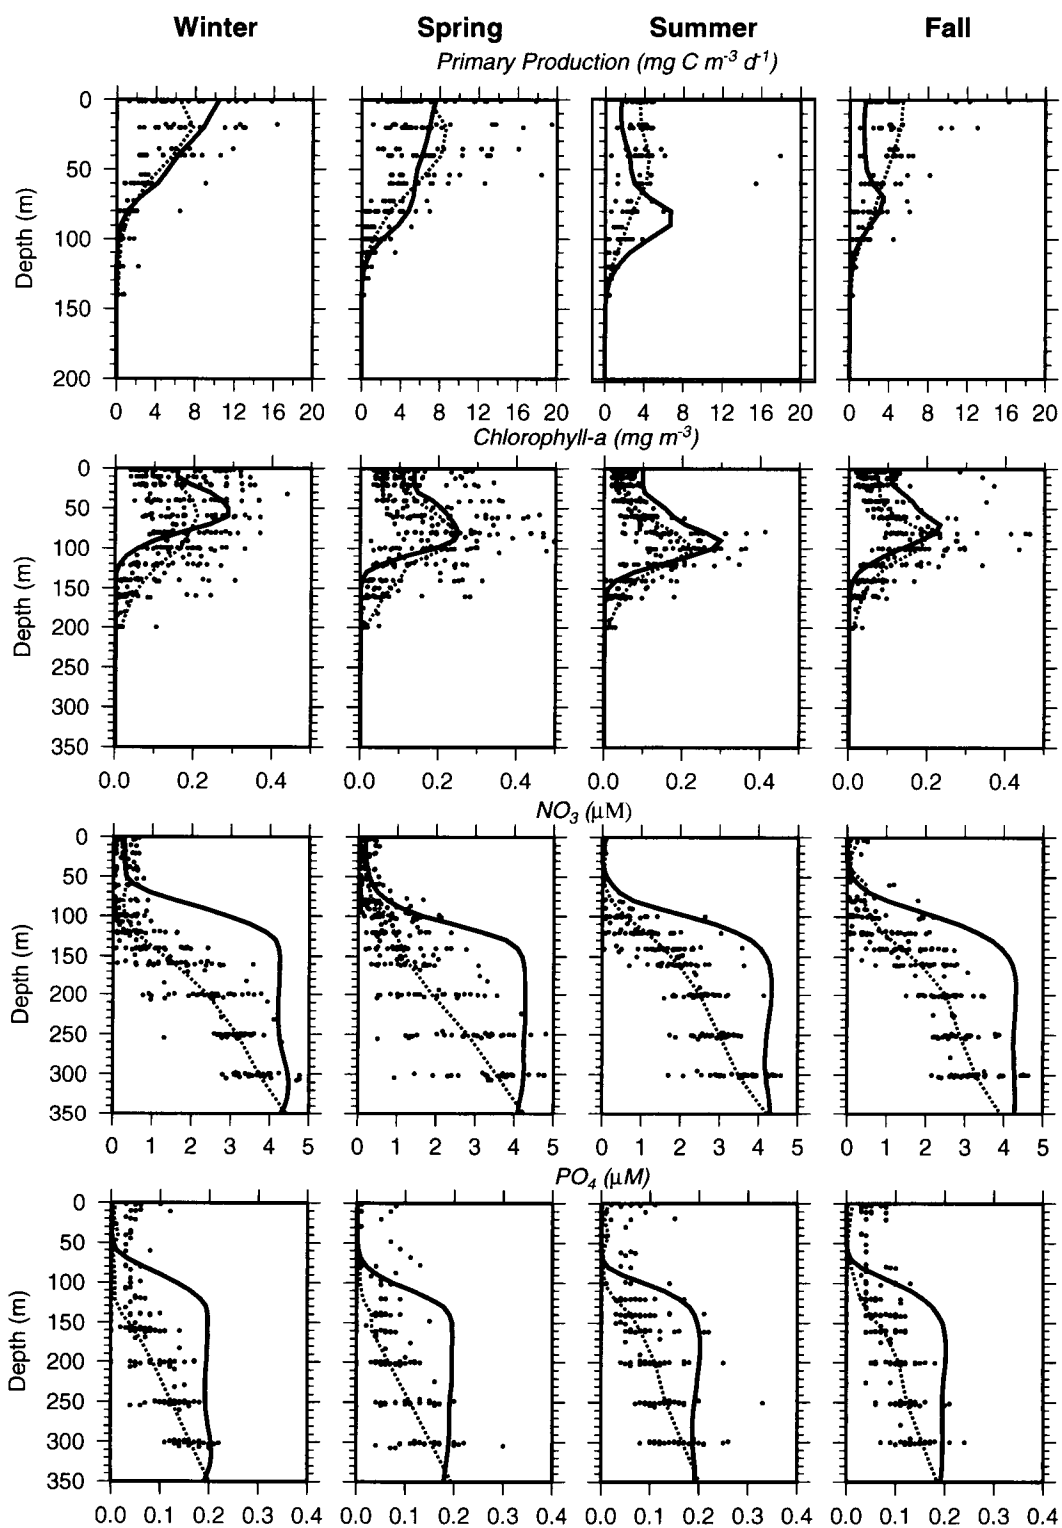 Winter Spring Summer Fall
Primary Production (mg C m⁻³ d⁻¹)
0
50
100
150
200
Depth (m)
0 4 8 12 16 20 0 4 8 12 16 20 0 4 8 12 16 20 0 4 8 12 16 20
Chlorophyll-a (mg m⁻³)
0
50
100
150
200
250
300
350
Depth (m)
0.0 0.2 0.4 0.0 0.2 0.4 0.0 0.2 0.4 0.0 0.2 0.4
NO₃ (μM)
0
50
100
150
200
250
300
350
Depth (m)
0 1 2 3 4 5 0 1 2 3 4 5 0 1 2 3 4 5 0 1 2 3 4 5
PO₄ (μM)
0
50
100
150
200
250
300
350
Depth (m)
0.0 0.1 0.2 0.3 0.4 0.0 0.1 0.2 0.3 0.4 0.0 0.1 0.2 0.3 0.4 0.0 0.1 0.2 0.3 0.4